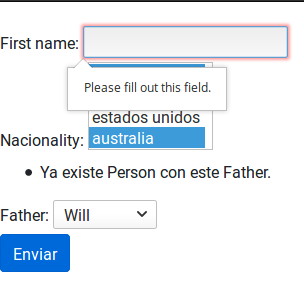 First name:
Please fill out this field.
estados unidos
Nacionality: australia
Ya existe Person con este Father.
Father: Will
Enviar